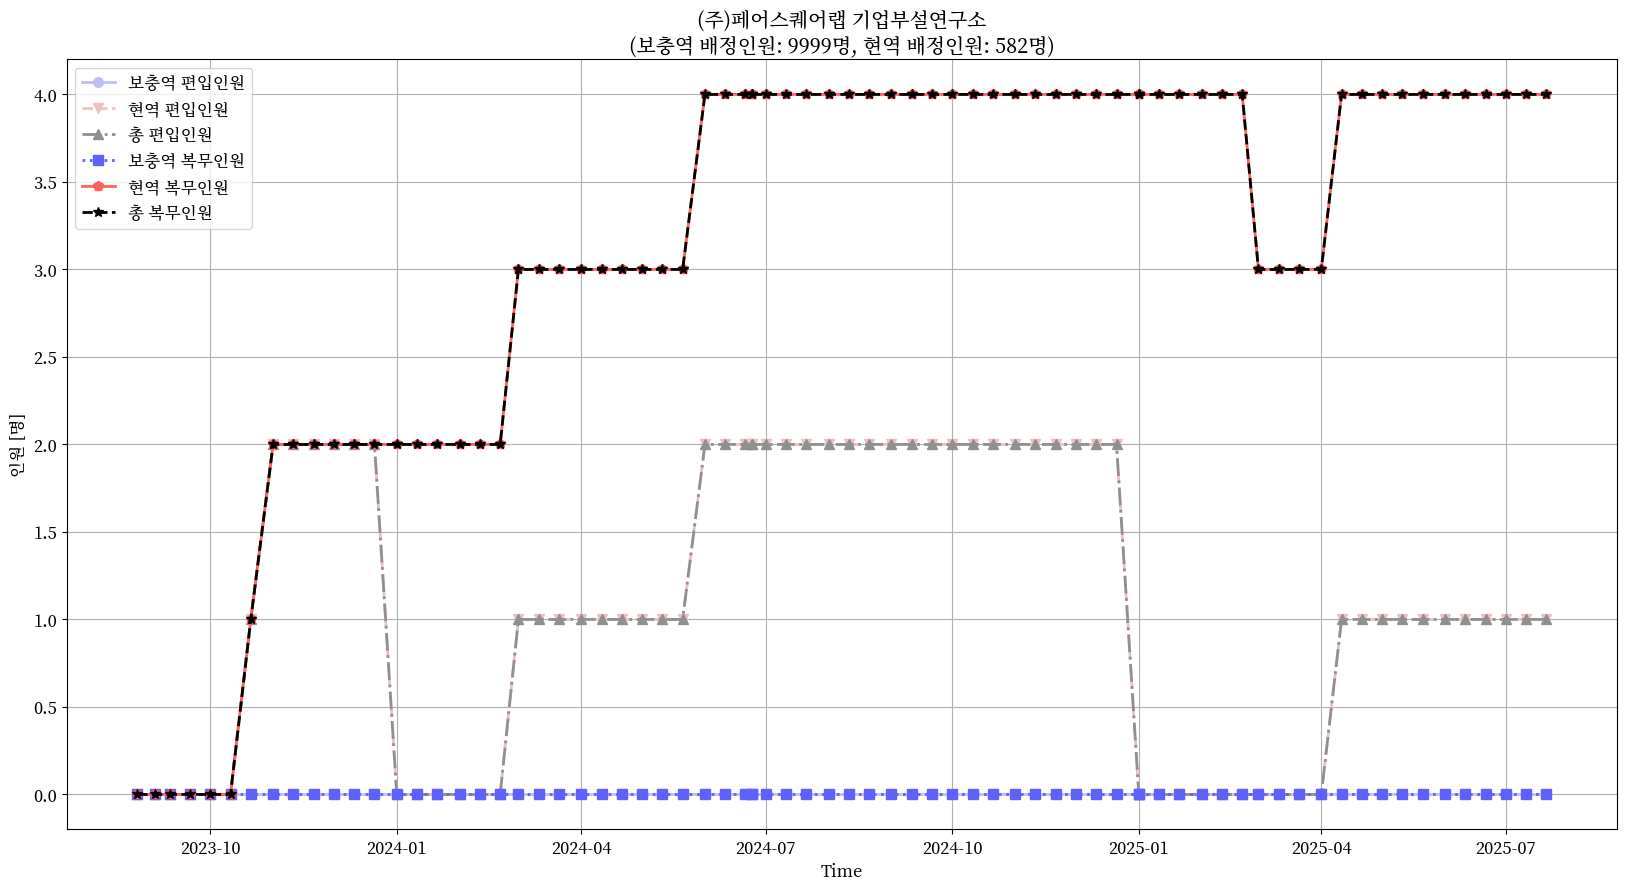 (주)페어스퀘어랩 기업부설연구소
(보충역 배정인원: 9999명, 현역 배정인원: 582명)
보충역 편입인원
현역 편입인원
총 편입인원
보충역 복무인원
현역 복무인원
총 복무인원
4.0
3.5
3.0
2.5
2.0
1.5
1.0
0.5
0.0
인원 [명]
2023-10
2024-01
2024-04
2024-07
2024-10
2025-01
2025-04
2025-07
Time